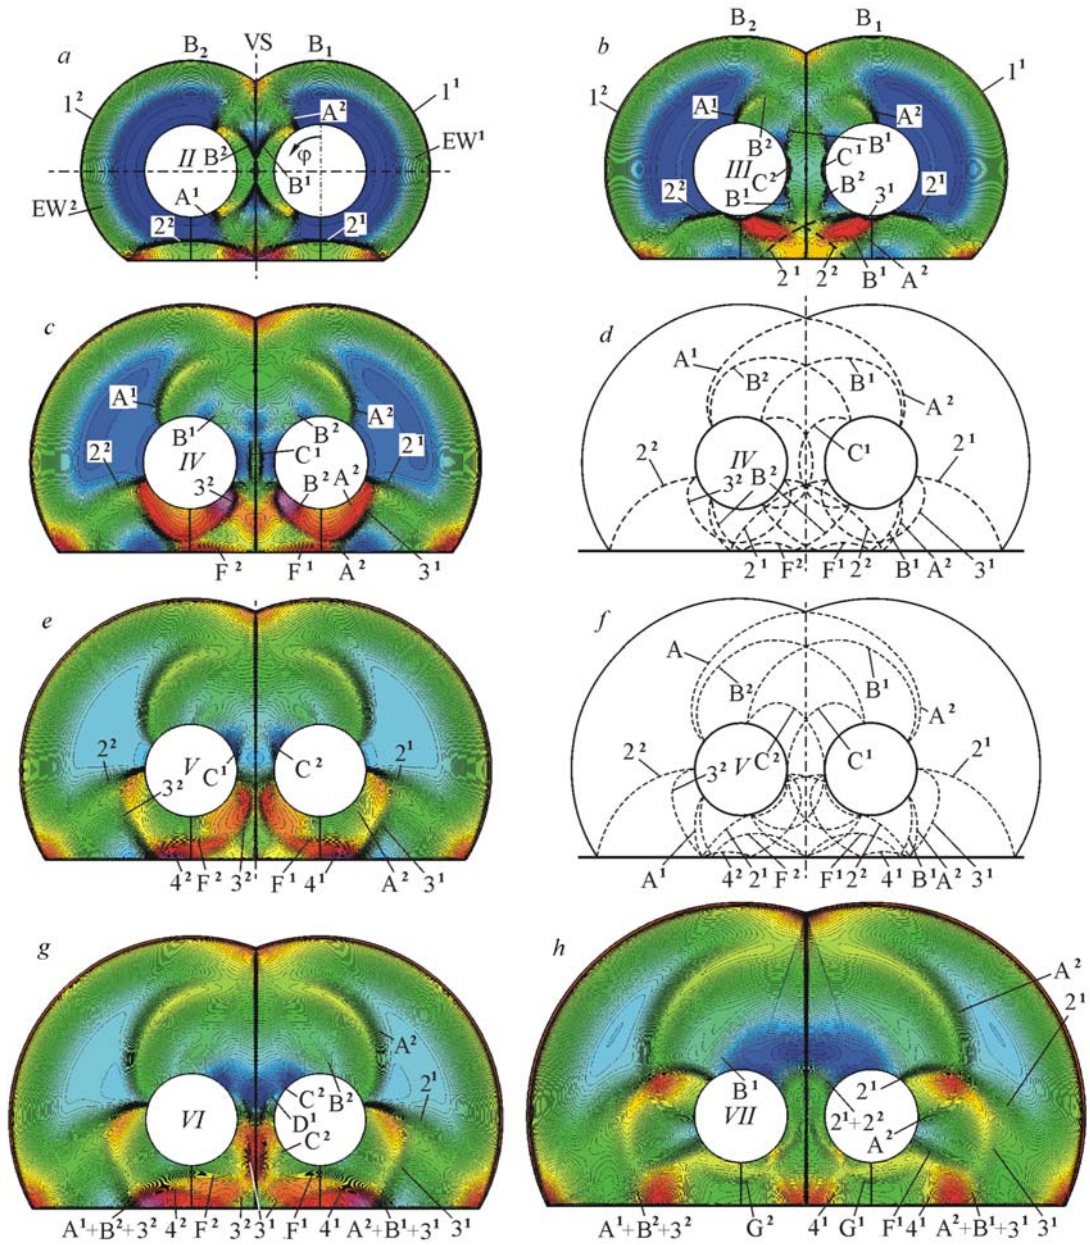 a B₂ VS B₁
1² 1¹
A²
EW¹
II B² φ
B¹
A¹
EW²
2² 2¹
b B₂ B₁
1² 1¹
A¹ A²
B² B¹
III C¹
C² B²
2² B¹ 3¹ 2¹
2¹ 2² B¹ A²
c
A¹ A²
B¹ B²
2² IV C¹ 2¹
3² B² A²
F² F¹ A² 3¹
d
A¹ B² B¹
A²
C¹
2² IV 2¹
3² B²
2¹ F² F¹ 2² B¹ A² 3¹
e
2² V C¹ C² 2¹
3²
4² F² 3² F¹ 4¹ A² 3¹
f
A
B² B¹
A²
2² V C² C¹ 2¹
3²
A¹ 4² 2¹ F² F¹ 2² 4¹ B¹ A² 3¹
g
A²
2¹
C² B²
VI D¹
C²
A¹+B²+3² 4² F² 3² 3¹ F¹ 4¹ A²+B¹+3¹ 3¹
h
A²
2¹
B¹ 2¹
VII 2¹+2²
A²
A¹+B²+3² G² 4¹ G¹ F¹ 4¹ A²+B¹+3¹ 3¹